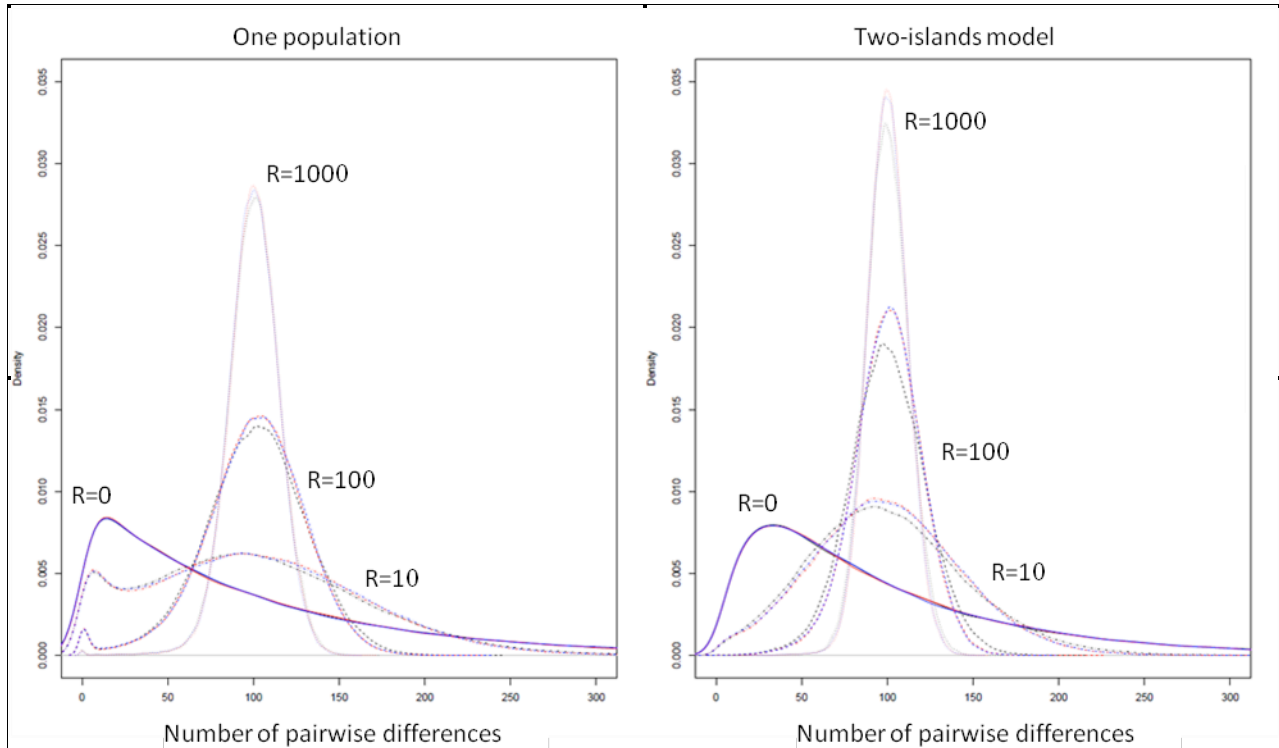 One population
Two-islands model
0.035
0.030
0.025
0.020
0.015
0.010
0.005
0.000
Density
R=1000
R=100
R=0
R=10
0 50 100 150 200 250 300
Number of pairwise differences
0.035
0.030
0.025
0.020
0.015
0.010
0.005
0.000
Density
R=1000
R=100
R=0
R=10
0 50 100 150 200 250 300
Number of pairwise differences